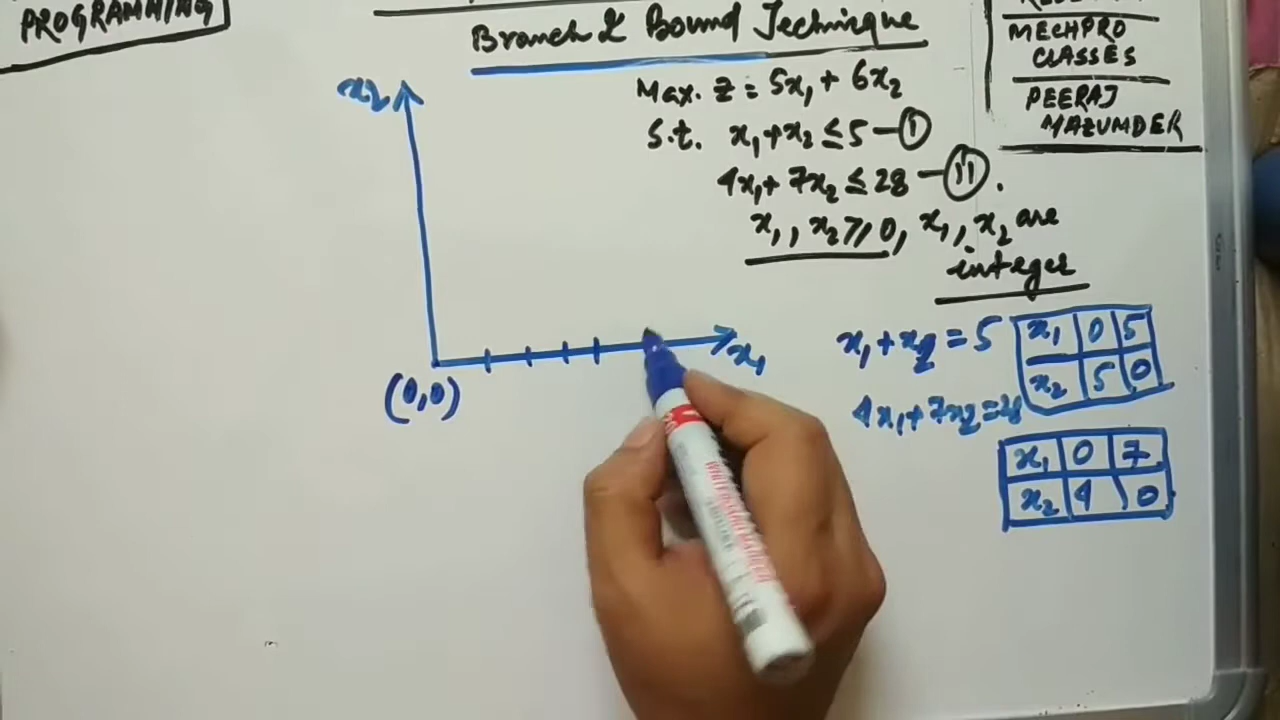 PROGRAMMING
Branch & Bound Technique
MECHPRO
CLASSES
PEERAJ
MAZUMDER
Max. Z = 5x₁ + 6x₂
S.t. x₁+x₂ ≤ 5 — (I)
4x₁+ 7x₂ ≤ 28 — (II).
x₁, x₂ ≥ 0, x₁, x₂ are
integer
x₂
x₁
(0,0)
x₁ + x₂ = 5
x₁ 0 5
x₂ 5 0
4x₁+7x₂=28
x₁ 0 7
x₂ 4 0